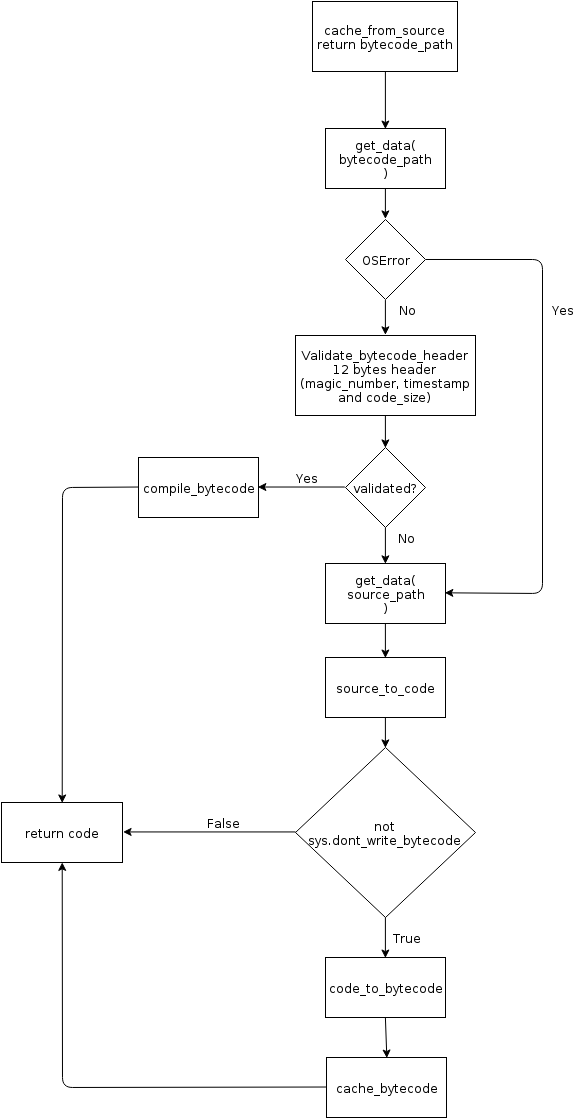 cache_from_source
return bytecode_path
get_data(
bytecode_path
)
OSError
Yes
No
Validate_bytecode_header
12 bytes header
(magic_number, timestamp
and code_size)
compile_bytecode
Yes
validated?
No
get_data(
source_path
)
source_to_code
not
sys.dont_write_bytecode
False
return code
True
code_to_bytecode
cache_bytecode